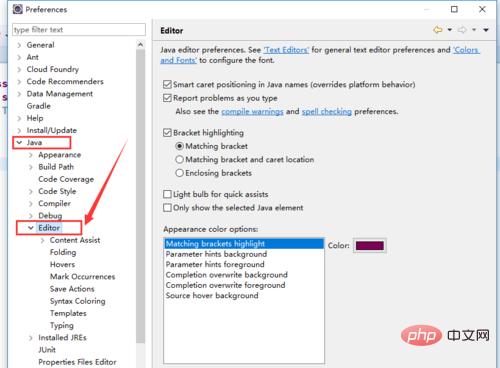 Preferences
type filter text
General
Ant
Cloud Foundry
Code Recommenders
Data Management
Gradle
Help
Install/Update
Java
Appearance
Build Path
Code Coverage
Code Style
Compiler
Debug
Editor
Content Assist
Folding
Hovers
Mark Occurrences
Save Actions
Syntax Coloring
Templates
Typing
Installed JREs
JUnit
Properties Files Editor
Editor
Java editor preferences. See 'Text Editors' for general text editor preferences and 'Colors
and Fonts' to configure the font.
Smart caret positioning in Java names (overrides platform behavior)
Report problems as you type
Also see the compile warnings and spell checking preferences.
Bracket highlighting
Matching bracket
Matching bracket and caret location
Enclosing brackets
Light bulb for quick assists
Only show the selected Java element
Appearance color options:
Matching brackets highlight
Parameter hints background
Parameter hints foreground
Completion overwrite background
Completion overwrite foreground
Source hover background
Color:
php 中文网